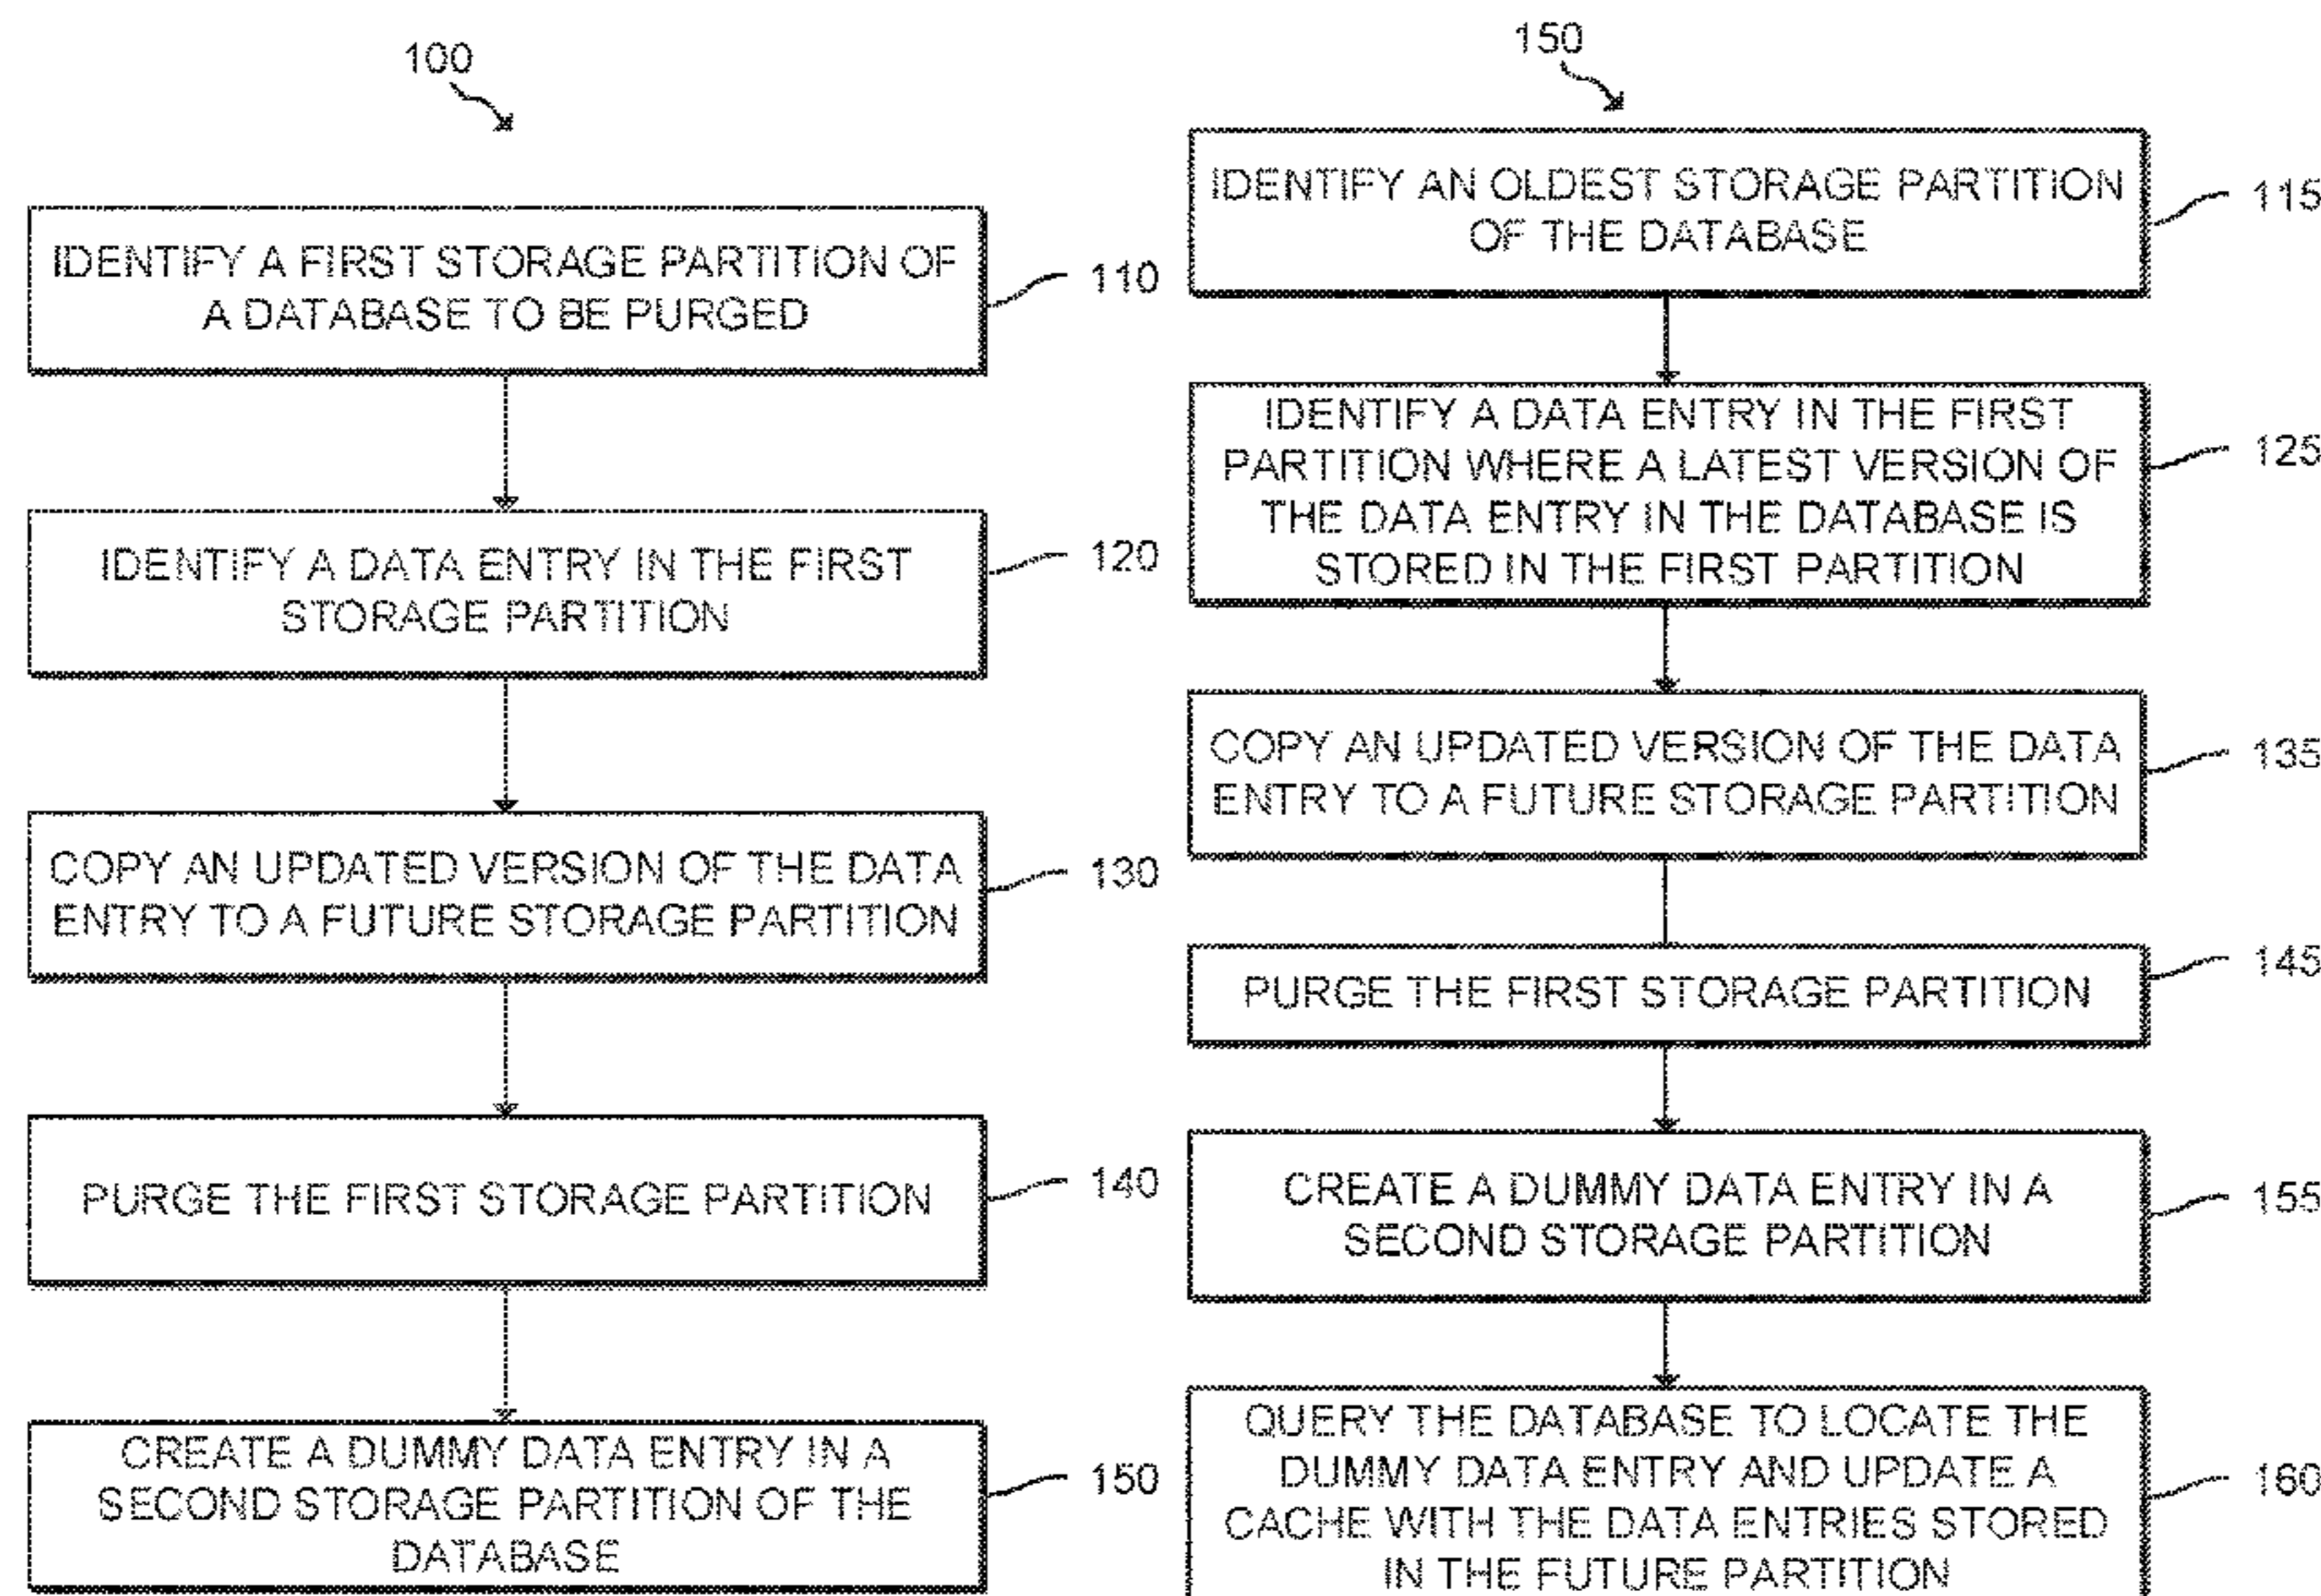 100
IDENTIFY A FIRST STORAGE PARTITION OF
A DATABASE TO BE PURGED
110
IDENTIFY A DATA ENTRY IN THE FIRST
STORAGE PARTITION
120
COPY AN UPDATED VERSION OF THE DATA
ENTRY TO A FUTURE STORAGE PARTITION
130
PURGE THE FIRST STORAGE PARTITION
140
CREATE A DUMMY DATA ENTRY IN A
SECOND STORAGE PARTITION OF THE
DATABASE
150
150
IDENTIFY AN OLDEST STORAGE PARTITION
OF THE DATABASE
115
IDENTIFY A DATA ENTRY IN THE FIRST
PARTITION WHERE A LATEST VERSION OF
THE DATA ENTRY IN THE DATABASE IS
STORED IN THE FIRST PARTITION
125
COPY AN UPDATED VERSION OF THE DATA
ENTRY TO A FUTURE STORAGE PARTITION
135
PURGE THE FIRST STORAGE PARTITION
145
CREATE A DUMMY DATA ENTRY IN A
SECOND STORAGE PARTITION
155
QUERY THE DATABASE TO LOCATE THE
DUMMY DATA ENTRY AND UPDATE A
CACHE WITH THE DATA ENTRIES STORED
IN THE FUTURE PARTITION
160